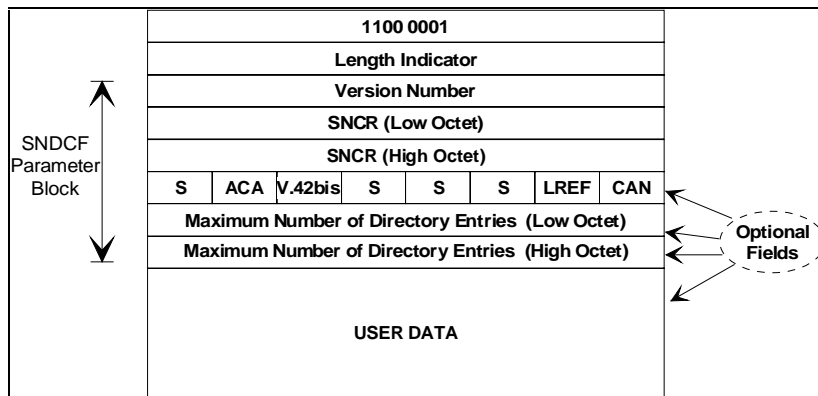 1100 0001
Length Indicator
Version Number
SNCR (Low Octet)
SNCR (High Octet)
S ACA V.42bis S S S LREF CAN
Maximum Number of Directory Entries (Low Octet)
Maximum Number of Directory Entries (High Octet)
USER DATA
SNDCF
Parameter
Block
Optional
Fields